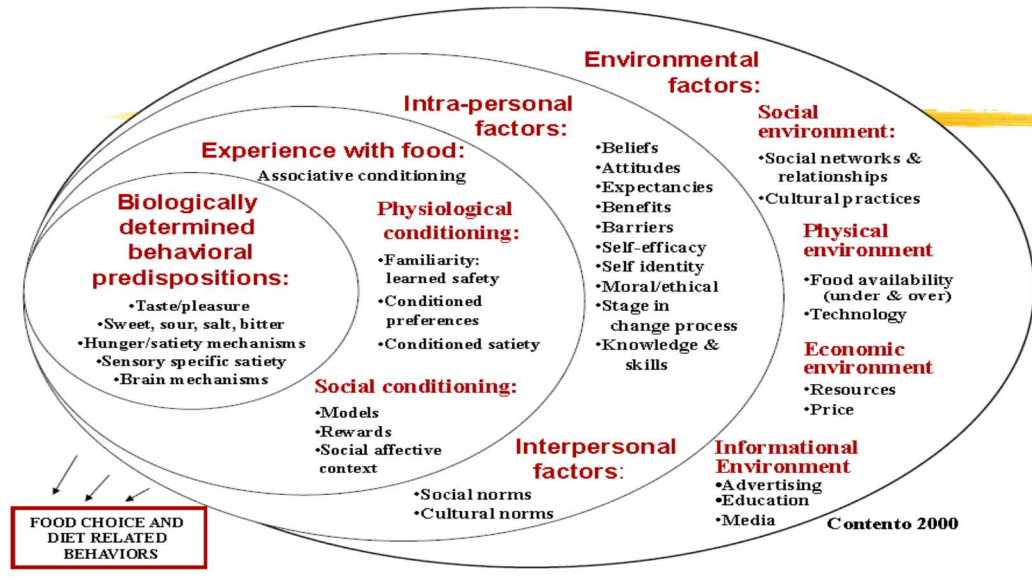 Biologically
determined
behavioral
predispositions:
•Taste/pleasure
•Sweet, sour, salt, bitter
•Hunger/satiety mechanisms
•Sensory specific satiety
•Brain mechanisms
Experience with food:
Associative conditioning
Physiological
conditioning:
•Familiarity:
learned safety
•Conditioned
preferences
•Conditioned satiety
Social conditioning:
•Models
•Rewards
•Social affective
context
Intra-personal
factors:
•Beliefs
•Attitudes
•Expectancies
•Benefits
•Barriers
•Self-efficacy
•Self identity
•Moral/ethical
•Stage in
change process
•Knowledge &
skills
Interpersonal
factors:
•Social norms
•Cultural norms
Environmental
factors:
Social
environment:
•Social networks &
relationships
•Cultural practices
Physical
environment
•Food availability
(under & over)
•Technology
Economic
environment
•Resources
•Price
Informational
Environment
•Advertising
•Education
•Media
Contento 2000
FOOD CHOICE AND
DIET RELATED
BEHAVIORS